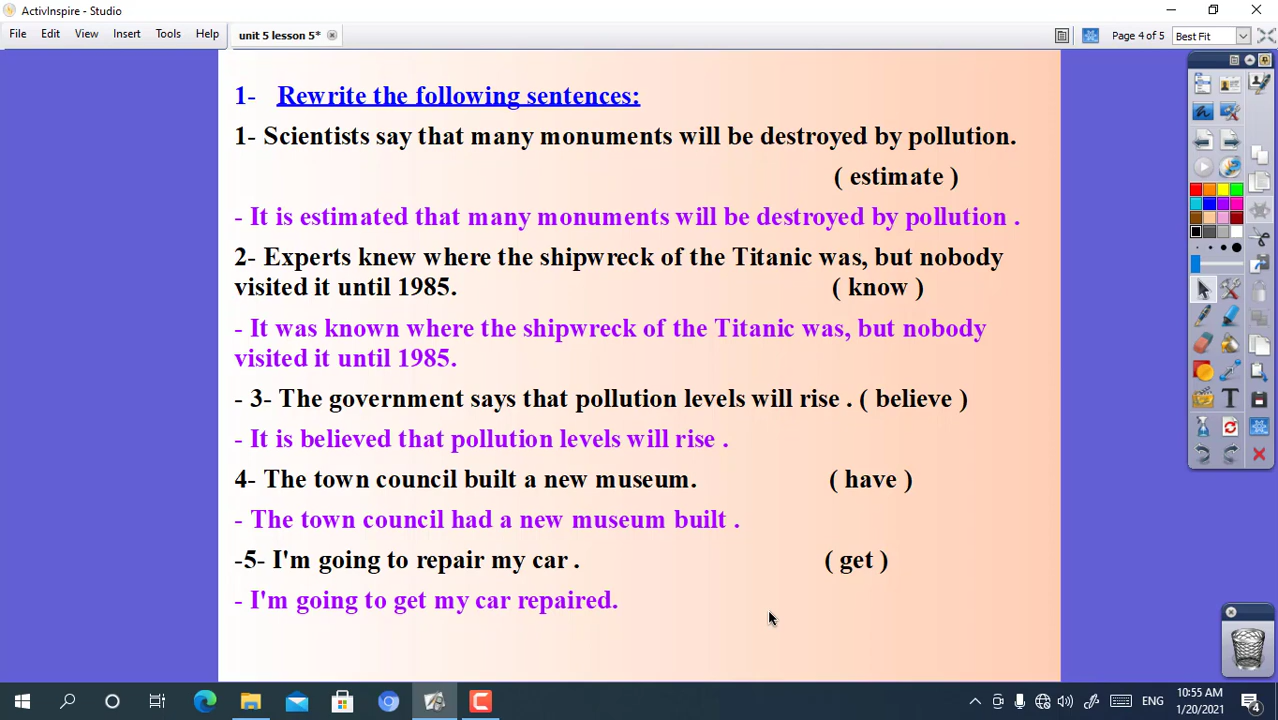 ActivInspire - Studio
File Edit View Insert Tools Help
unit 5 lesson 5*
Page 4 of 5
Best Fit
1- Rewrite the following sentences:
1- Scientists say that many monuments will be destroyed by pollution.
( estimate )
- It is estimated that many monuments will be destroyed by pollution .
2- Experts knew where the shipwreck of the Titanic was, but nobody
visited it until 1985. ( know )
- It was known where the shipwreck of the Titanic was, but nobody
visited it until 1985.
- 3- The government says that pollution levels will rise . ( believe )
- It is believed that pollution levels will rise .
4- The town council built a new museum. ( have )
- The town council had a new museum built .
-5- I'm going to repair my car . ( get )
- I'm going to get my car repaired.
ENG
10:55 AM
1/20/2021
4